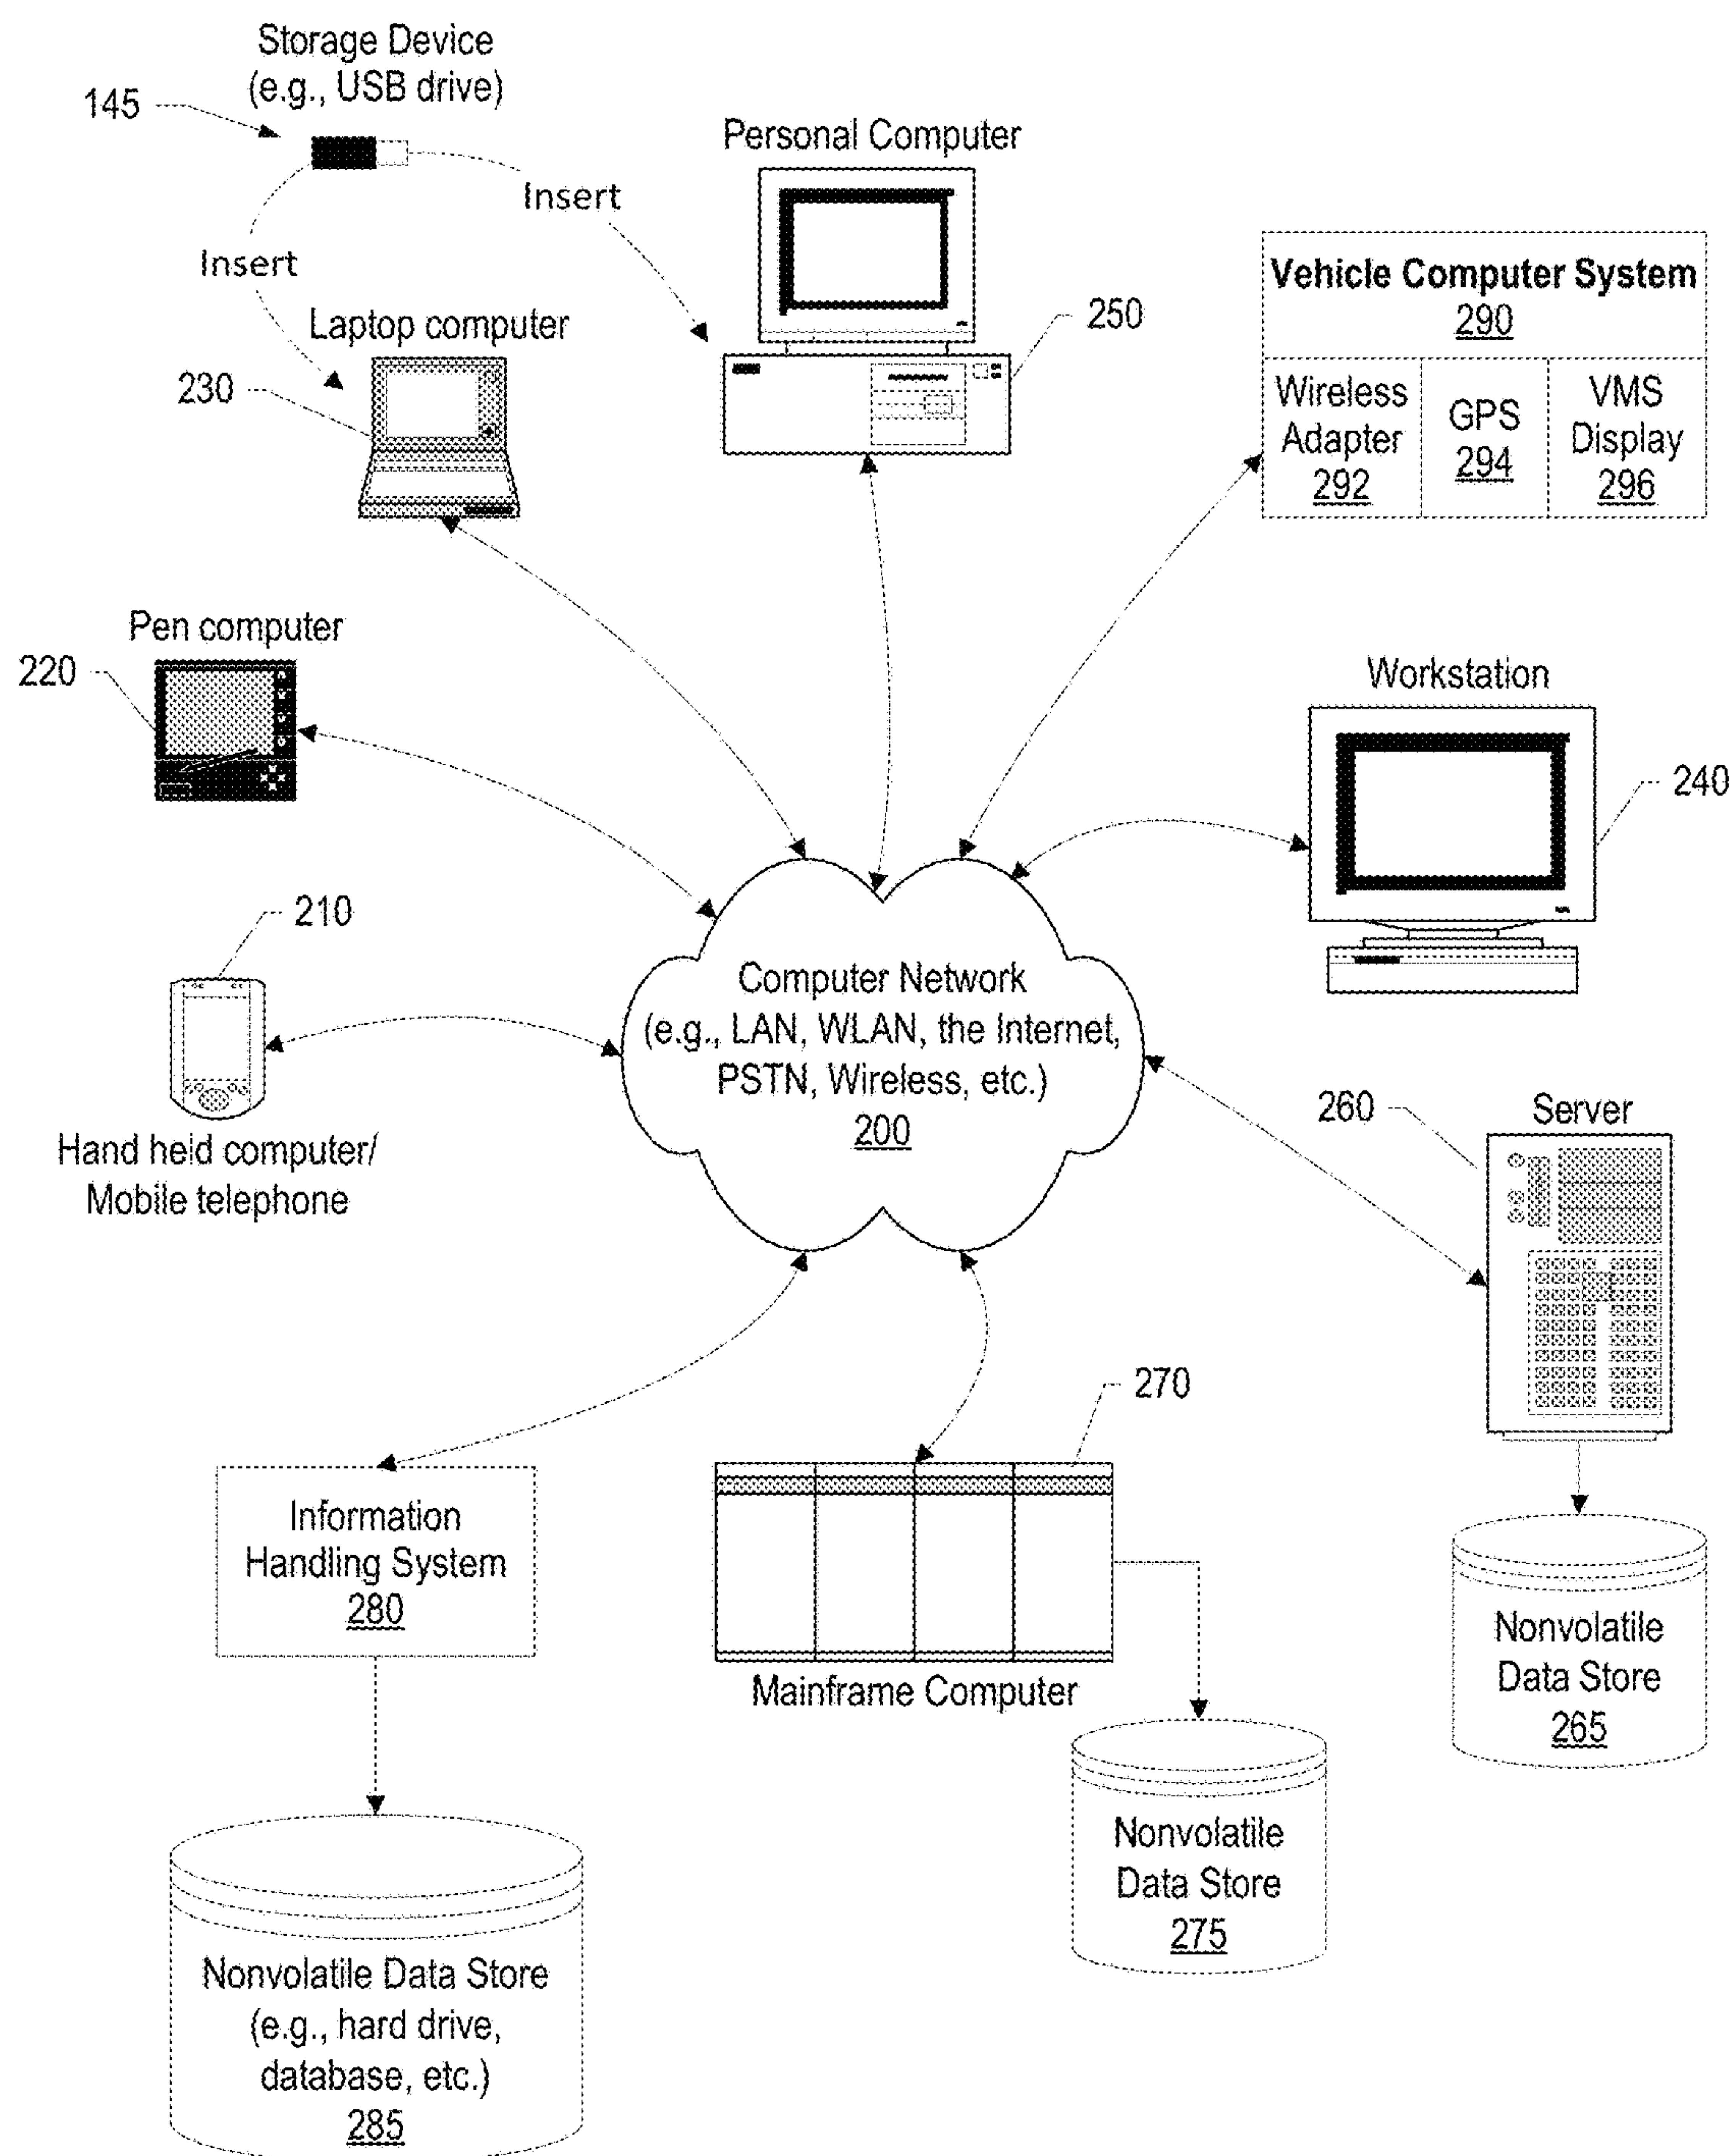 Storage Device
(e.g., USB drive)
145
Insert
Insert
Personal Computer
250
Laptop computer
230
Vehicle Computer System
290
Wireless
Adapter
292
GPS
294
VMS
Display
296
Pen computer
220
Workstation
240
210
Hand held computer/
Mobile telephone
Computer Network
(e.g., LAN, WLAN, the Internet,
PSTN, Wireless, etc.)
200
260
Server
Nonvolatile
Data Store
265
270
Mainframe Computer
Nonvolatile
Data Store
275
Information
Handling System
280
Nonvolatile Data Store
(e.g., hard drive,
database, etc.)
285